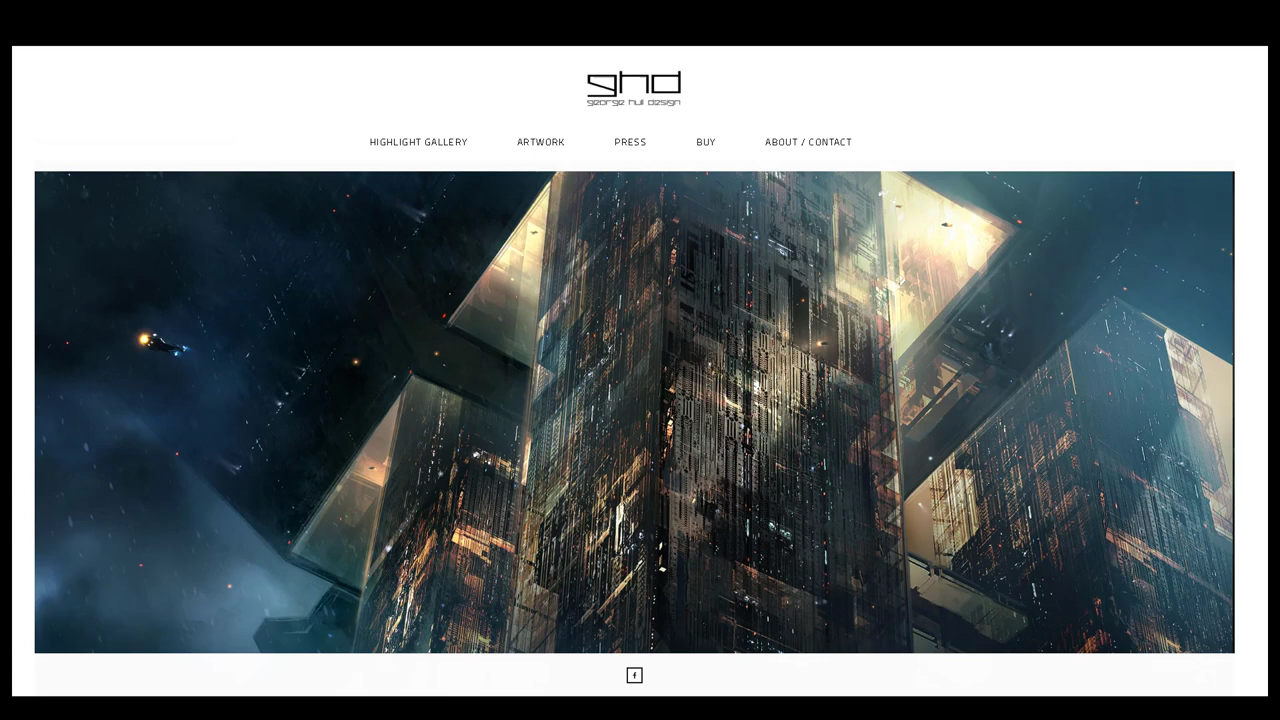 ghd
george hull design
HIGHLIGHT GALLERY ARTWORK PRESS BUY ABOUT / CONTACT
f